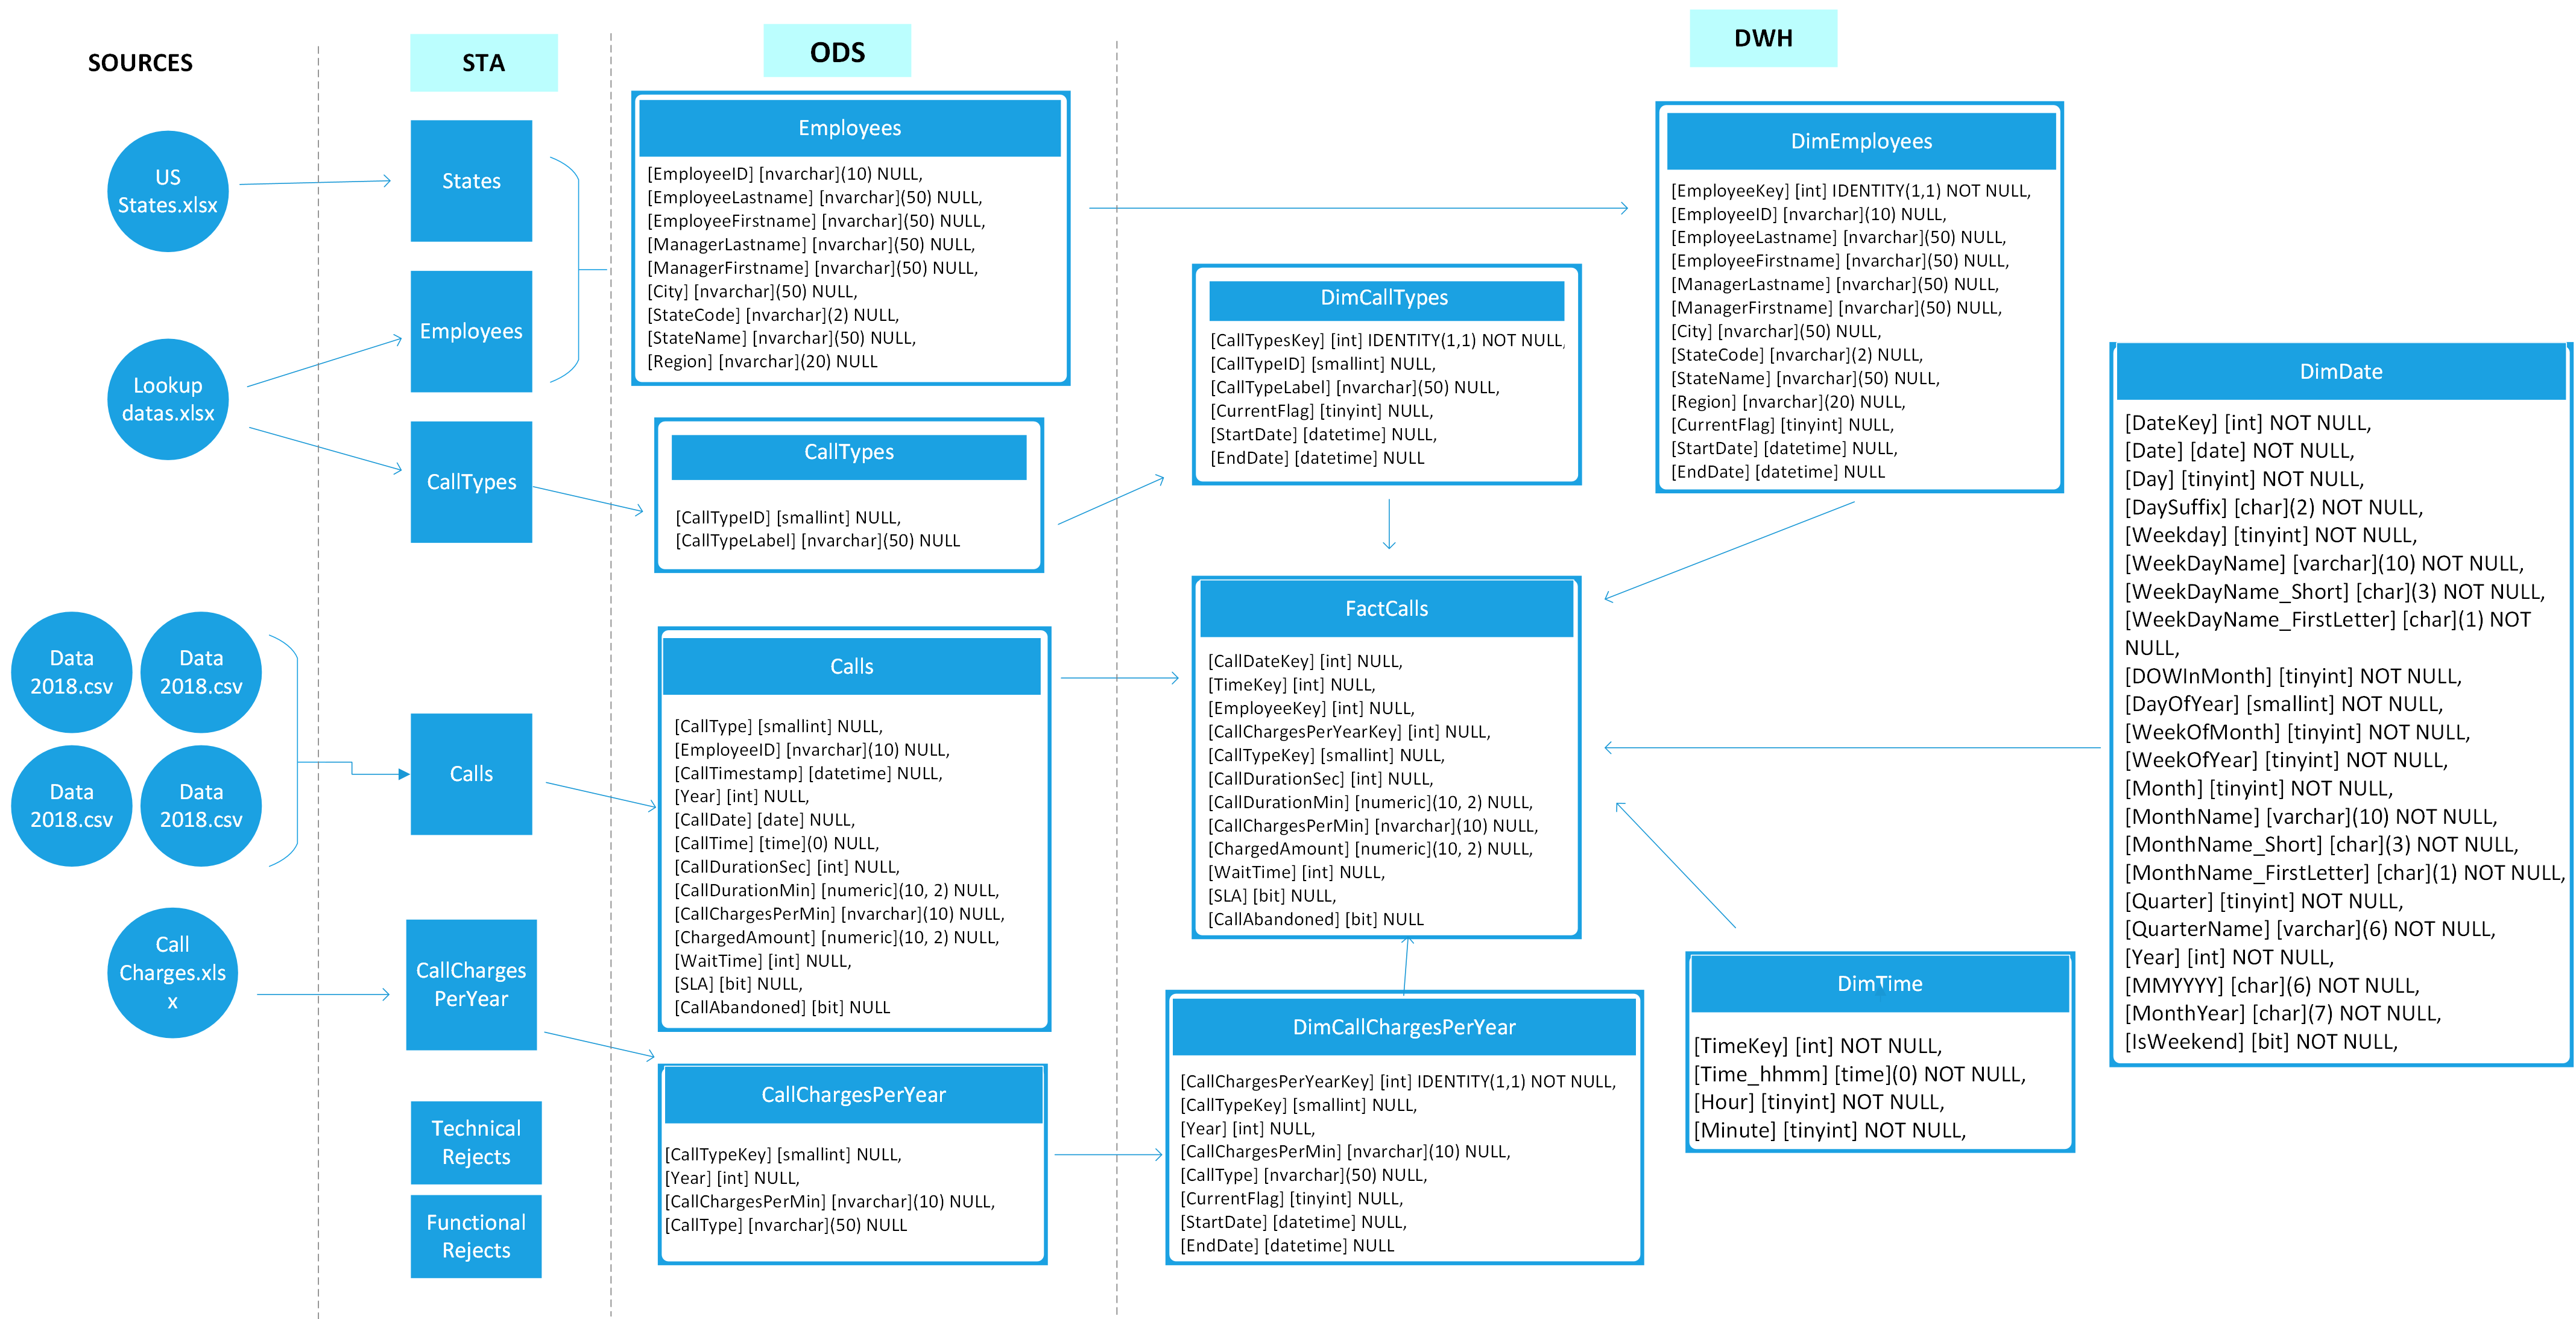 SOURCES
STA
ODS
DWH
US
States.xlsx
Lookup
datas.xlsx
Data
2018.csv
Data
2018.csv
Data
2018.csv
Data
2018.csv
Call
Charges.xls
x
States
Employees
CallTypes
Calls
CallCharges
PerYear
Technical
Rejects
Functional
Rejects
Employees
[EmployeeID] [nvarchar](10) NULL,
[EmployeeLastname] [nvarchar](50) NULL,
[EmployeeFirstname] [nvarchar](50) NULL,
[ManagerLastname] [nvarchar](50) NULL,
[ManagerFirstname] [nvarchar](50) NULL,
[City] [nvarchar](50) NULL,
[StateCode] [nvarchar](2) NULL,
[StateName] [nvarchar](50) NULL,
[Region] [nvarchar](20) NULL
CallTypes
[CallTypeID] [smallint] NULL,
[CallTypeLabel] [nvarchar](50) NULL
Calls
[CallType] [smallint] NULL,
[EmployeeID] [nvarchar](10) NULL,
[CallTimestamp] [datetime] NULL,
[Year] [int] NULL,
[CallDate] [date] NULL,
[CallTime] [time](0) NULL,
[CallDurationSec] [int] NULL,
[CallDurationMin] [numeric](10, 2) NULL,
[CallChargesPerMin] [nvarchar](10) NULL,
[ChargedAmount] [numeric](10, 2) NULL,
[WaitTime] [int] NULL,
[SLA] [bit] NULL,
[CallAbandoned] [bit] NULL
CallChargesPerYear
[CallTypeKey] [smallint] NULL,
[Year] [int] NULL,
[CallChargesPerMin] [nvarchar](10) NULL,
[CallType] [nvarchar](50) NULL
DimCallTypes
[CallTypesKey] [int] IDENTITY(1,1) NOT NULL,
[CallTypeID] [smallint] NULL,
[CallTypeLabel] [nvarchar](50) NULL,
[CurrentFlag] [tinyint] NULL,
[StartDate] [datetime] NULL,
[EndDate] [datetime] NULL
FactCalls
[CallDateKey] [int] NULL,
[TimeKey] [int] NULL,
[EmployeeKey] [int] NULL,
[CallChargesPerYearKey] [int] NULL,
[CallTypeKey] [smallint] NULL,
[CallDurationSec] [int] NULL,
[CallDurationMin] [numeric](10, 2) NULL,
[CallChargesPerMin] [nvarchar](10) NULL,
[ChargedAmount] [numeric](10, 2) NULL,
[WaitTime] [int] NULL,
[SLA] [bit] NULL,
[CallAbandoned] [bit] NULL
DimCallChargesPerYear
[CallChargesPerYearKey] [int] IDENTITY(1,1) NOT NULL,
[CallTypeKey] [smallint] NULL,
[Year] [int] NULL,
[CallChargesPerMin] [nvarchar](10) NULL,
[CallType] [nvarchar](50) NULL,
[CurrentFlag] [tinyint] NULL,
[StartDate] [datetime] NULL,
[EndDate] [datetime] NULL
DimEmployees
[EmployeeKey] [int] IDENTITY(1,1) NOT NULL,
[EmployeeID] [nvarchar](10) NULL,
[EmployeeLastname] [nvarchar](50) NULL,
[EmployeeFirstname] [nvarchar](50) NULL,
[ManagerLastname] [nvarchar](50) NULL,
[ManagerFirstname] [nvarchar](50) NULL,
[City] [nvarchar](50) NULL,
[StateCode] [nvarchar](2) NULL,
[StateName] [nvarchar](50) NULL,
[Region] [nvarchar](20) NULL,
[CurrentFlag] [tinyint] NULL,
[StartDate] [datetime] NULL,
[EndDate] [datetime] NULL
DimTime
[TimeKey] [int] NOT NULL,
[Time_hhmm] [time](0) NOT NULL,
[Hour] [tinyint] NOT NULL,
[Minute] [tinyint] NOT NULL,
DimDate
[DateKey] [int] NOT NULL,
[Date] [date] NOT NULL,
[Day] [tinyint] NOT NULL,
[DaySuffix] [char](2) NOT NULL,
[Weekday] [tinyint] NOT NULL,
[WeekDayName] [varchar](10) NOT NULL,
[WeekDayName_Short] [char](3) NOT NULL,
[WeekDayName_FirstLetter] [char](1) NOT
NULL,
[DOWInMonth] [tinyint] NOT NULL,
[DayOfYear] [smallint] NOT NULL,
[WeekOfMonth] [tinyint] NOT NULL,
[WeekOfYear] [tinyint] NOT NULL,
[Month] [tinyint] NOT NULL,
[MonthName] [varchar](10) NOT NULL,
[MonthName_Short] [char](3) NOT NULL,
[MonthName_FirstLetter] [char](1) NOT NULL,
[Quarter] [tinyint] NOT NULL,
[QuarterName] [varchar](6) NOT NULL,
[Year] [int] NOT NULL,
[MMYYYY] [char](6) NOT NULL,
[MonthYear] [char](7) NOT NULL,
[IsWeekend] [bit] NOT NULL,